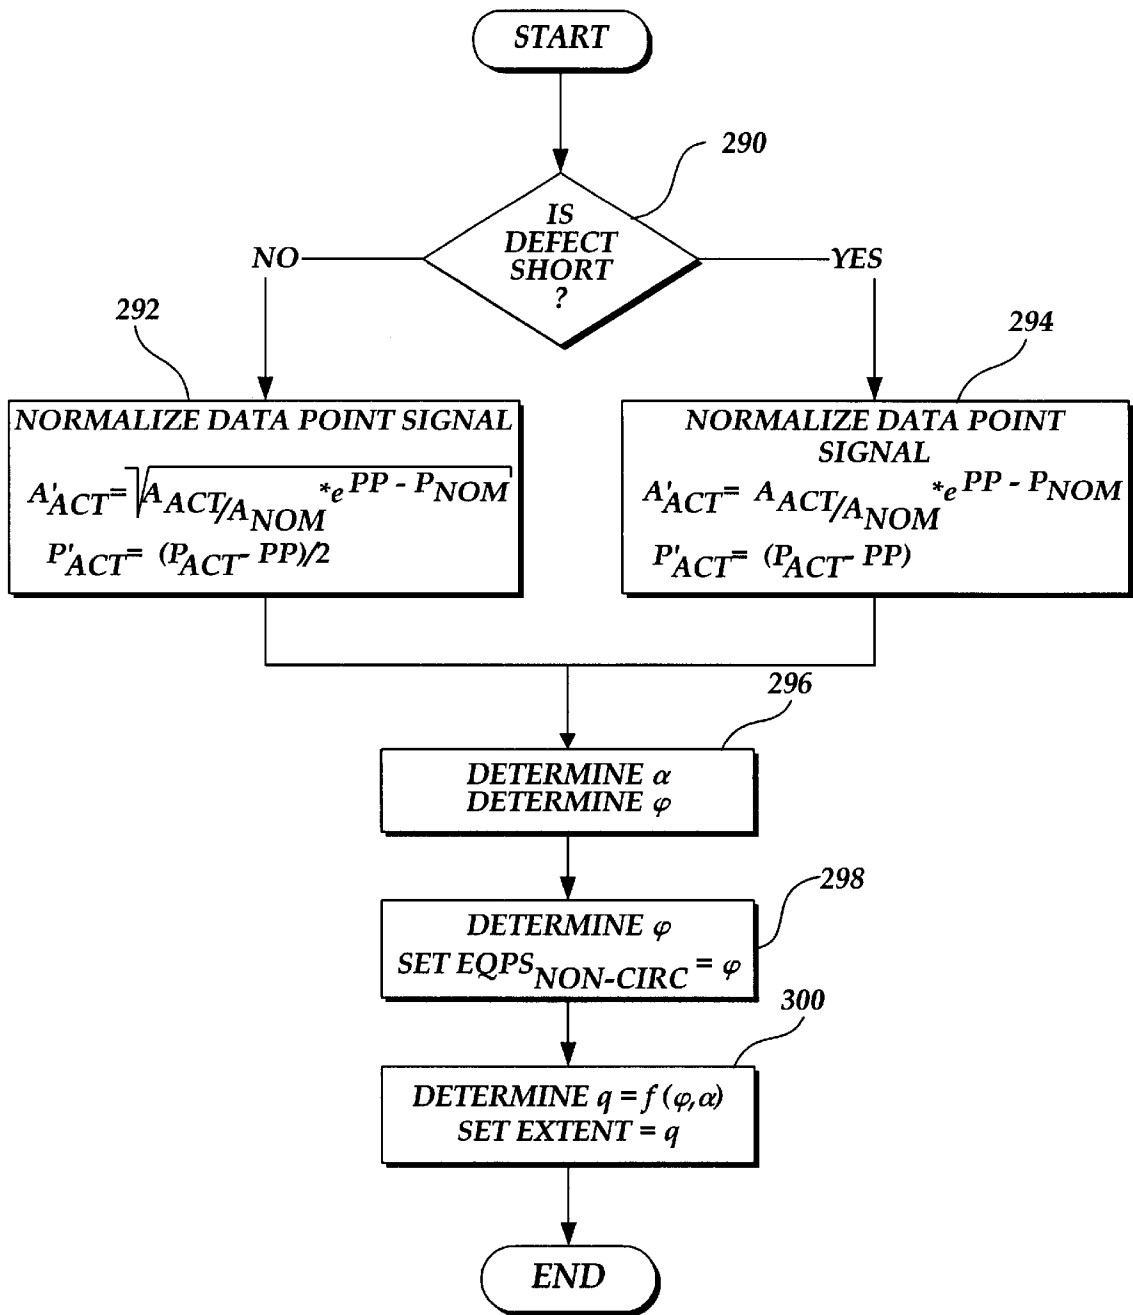 START
290
IS
DEFECT
SHORT
?
NO
YES
292
NORMALIZE DATA POINT SIGNAL
A'ACT= √AACT/ANOM*e PP - PNOM
P'ACT= (PACT- PP)/2
294
NORMALIZE DATA POINT
SIGNAL
A'ACT= AACT/ANOM*e PP - PNOM
P'ACT= (PACT- PP)
296
DETERMINE α
DETERMINE φ
298
DETERMINE φ
SET EQPSNON-CIRC = φ
300
DETERMINE q = f (φ,α)
SET EXTENT = q
END